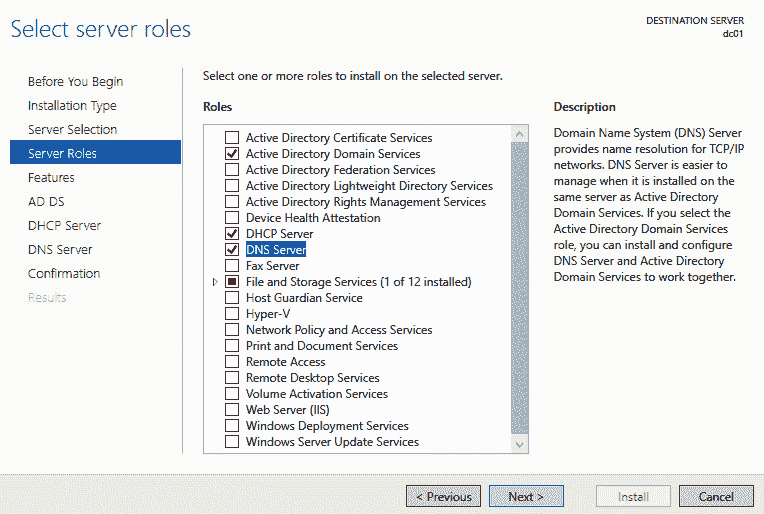 Select server roles
DESTINATION SERVER
dc01
Before You Begin
Installation Type
Server Selection
Server Roles
Features
AD DS
DHCP Server
DNS Server
Confirmation
Results
Select one or more roles to install on the selected server.
Roles
Active Directory Certificate Services
Active Directory Domain Services
Active Directory Federation Services
Active Directory Lightweight Directory Services
Active Directory Rights Management Services
Device Health Attestation
DHCP Server
DNS Server
Fax Server
File and Storage Services (1 of 12 installed)
Host Guardian Service
Hyper-V
Network Policy and Access Services
Print and Document Services
Remote Access
Remote Desktop Services
Volume Activation Services
Web Server (IIS)
Windows Deployment Services
Windows Server Update Services
Description
Domain Name System (DNS) Server
provides name resolution for TCP/IP
networks. DNS Server is easier to
manage when it is installed on the
same server as Active Directory
Domain Services. If you select the
Active Directory Domain Services
role, you can install and configure
DNS Server and Active Directory
Domain Services to work together.
< Previous
Next >
Install
Cancel